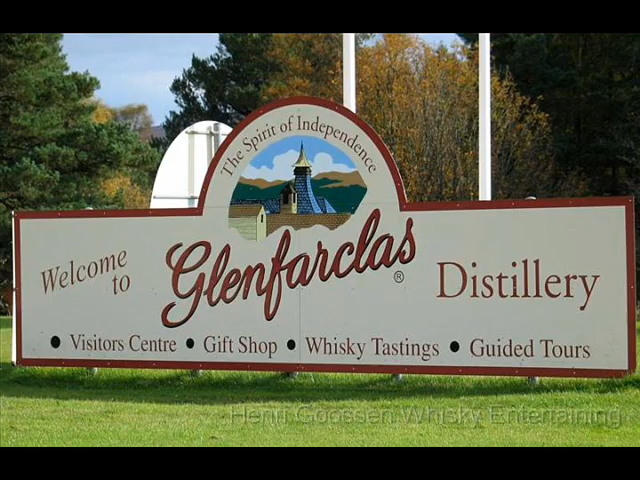 The Spirit of Independence
Welcome
to
Glenfarclas ®
Distillery
• Visitors Centre • Gift Shop • Whisky Tastings • Guided Tours
Henri Goossen Whisky Entertaining